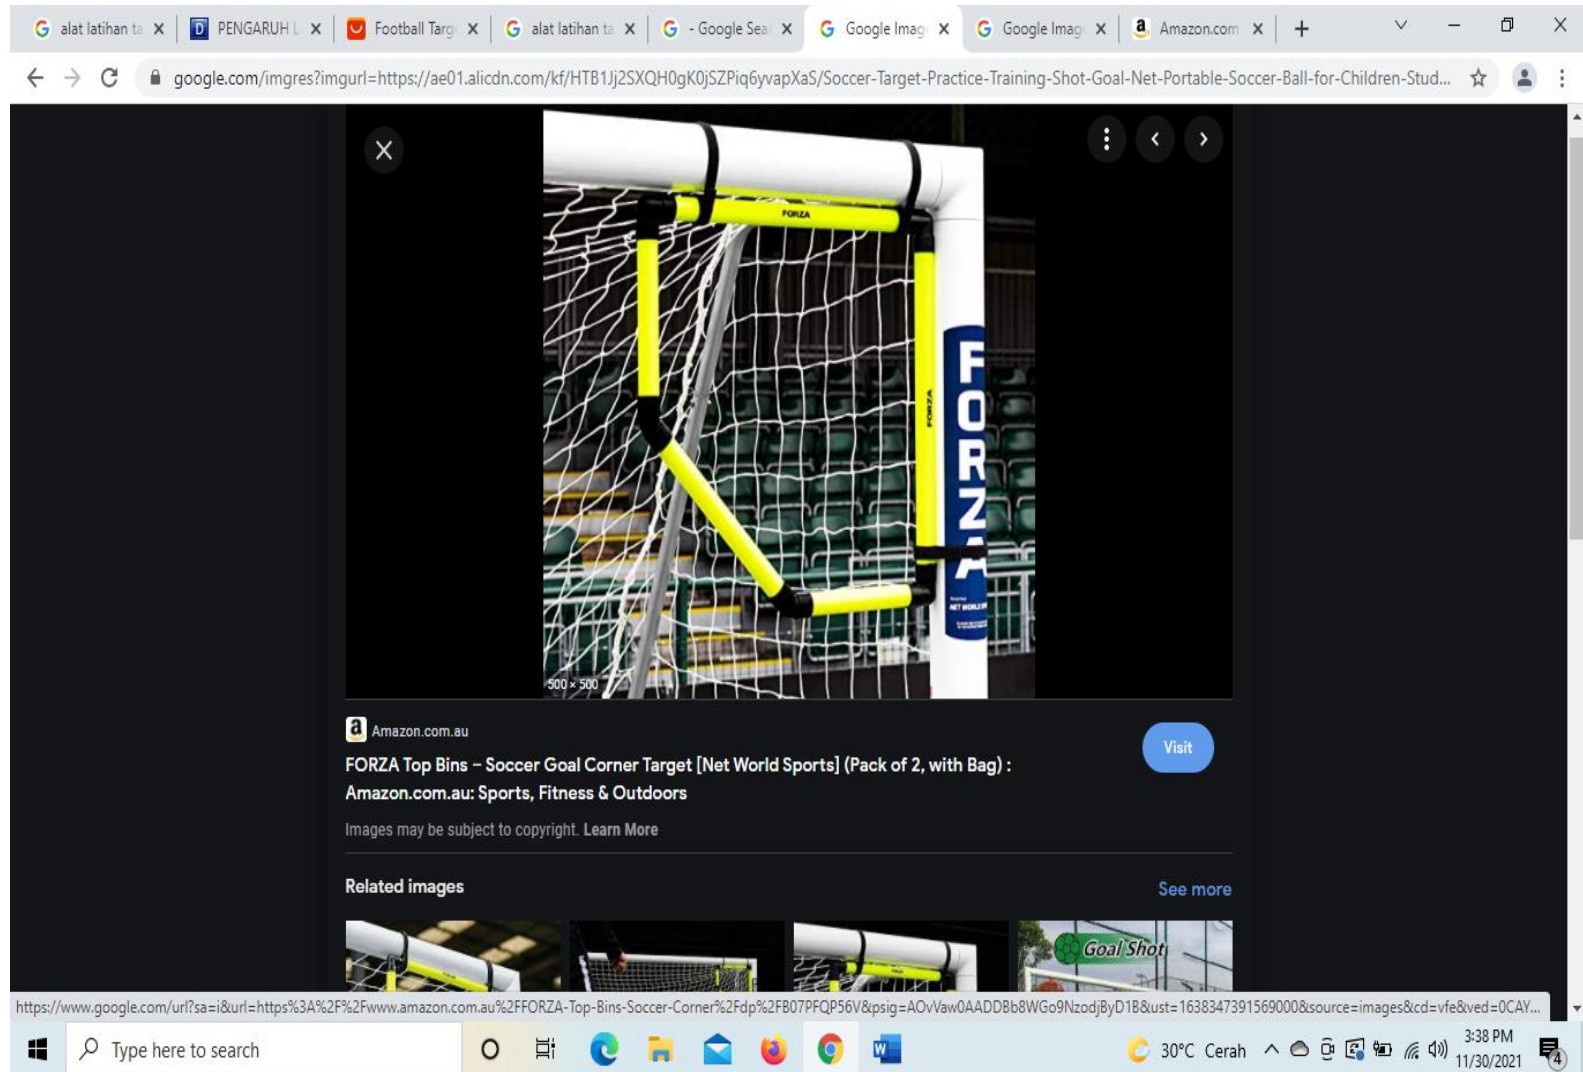 alat latihan ta
PENGARUH L
Football Targ
alat latihan ta
- Google Sea
Google Imag
Google Imag
Amazon.com
google.com/imgres?imgurl=https://ae01.alicdn.com/kf/HTB1Jj2SXQH0gK0jSZPiq6yvapXaS/Soccer-Target-Practice-Training-Shot-Goal-Net-Portable-Soccer-Ball-for-Children-Stud...
FORZA
FORZA
FORZA
NET WORLD
500 × 500
Amazon.com.au
Visit
FORZA Top Bins – Soccer Goal Corner Target [Net World Sports] (Pack of 2, with Bag) :
Amazon.com.au: Sports, Fitness & Outdoors
Images may be subject to copyright. Learn More
Related images
See more
Goal Shot
https://www.google.com/url?sa=i&url=https%3A%2F%2Fwww.amazon.com.au%2FFORZA-Top-Bins-Soccer-Corner%2Fdp%2FB07PFQP56V&psig=AOvVaw0AADDBb8WGo9NzodjByD1B&ust=1638347391569000&source=images&cd=vfe&ved=0CAY...
Type here to search
30°C Cerah
3:38 PM
11/30/2021
4